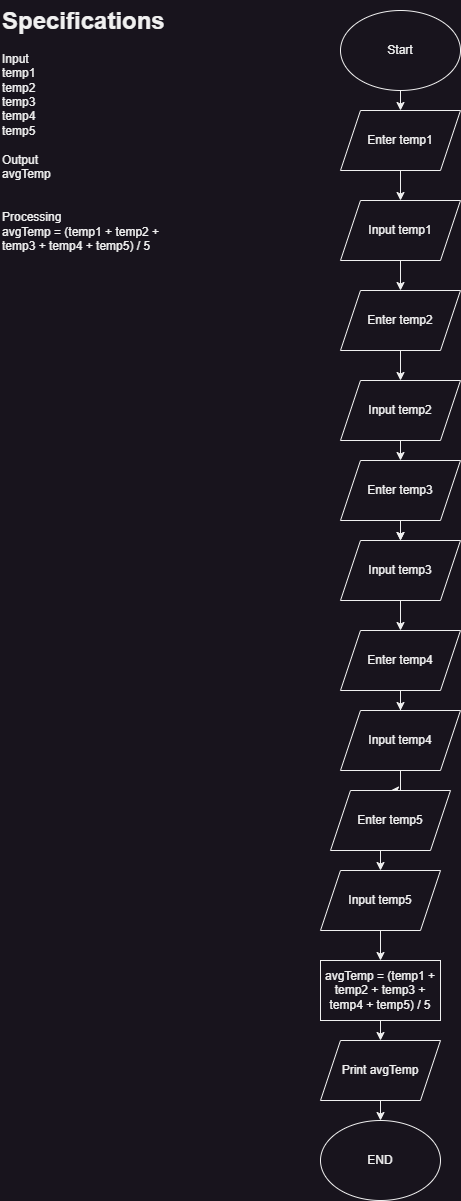 Specifications
Input
temp1
temp2
temp3
temp4
temp5
Output
avgTemp
Processing
avgTemp = (temp1 + temp2 +
temp3 + temp4 + temp5) / 5
Start
Enter temp1
Input temp1
Enter temp2
Input temp2
Enter temp3
Input temp3
Enter temp4
Input temp4
Enter temp5
Input temp5
avgTemp = (temp1 +
temp2 + temp3 +
temp4 + temp5) / 5
Print avgTemp
END